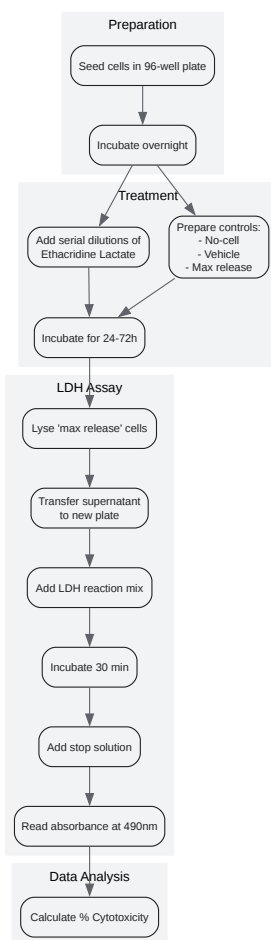 Preparation
Seed cells in 96-well plate
Incubate overnight
Treatment
Add serial dilutions of
Ethacridine Lactate
Prepare controls:
- No-cell
- Vehicle
- Max release
Incubate for 24-72h
LDH Assay
Lyse 'max release' cells
Transfer supernatant
to new plate
Add LDH reaction mix
Incubate 30 min
Add stop solution
Read absorbance at 490nm
Data Analysis
Calculate % Cytotoxicity